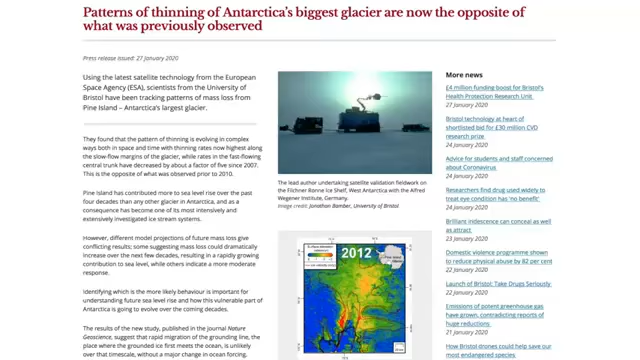 Patterns of thinning of Antarctica's biggest glacier are now the opposite of
what was previously observed
Press release issued: 27 January 2020
Using the latest satellite technology from the European
Space Agency (ESA), scientists from the University of
Bristol have been tracking patterns of mass loss from
Pine Island – Antarctica's largest glacier.
They found that the pattern of thinning is evolving in complex
ways both in space and time with thinning rates now highest along
the slow-flow margins of the glacier, while rates in the fast-flowing
central trunk have decreased by about a factor of five since 2007.
This is the opposite of what was observed prior to 2010.
Pine Island has contributed more to sea level rise over the past
four decades than any other glacier in Antarctica, and as a
consequence has become one of its most intensively and
extensively investigated ice stream systems.
However, different model projections of future mass loss give
conflicting results; some suggesting mass loss could dramatically
increase over the next few decades, resulting in a rapidly growing
contribution to sea level, while others indicate a more moderate
response.
Identifying which is the more likely behaviour is important for
understanding future sea level rise and how this vulnerable part of
Antarctica is going to evolve over the coming decades.
The results of the new study, published in the journal Nature
Geoscience, suggest that rapid migration of the grounding line, the
place where the grounded ice first meets the ocean, is unlikely
over that timescale, without a major change in ocean forcing.
The lead author undertaking satellite validation fieldwork on
the Filchner Ronne Ice Shelf, West Antarctica with the Alfred
Wegener Institute, Germany.
Image credit: Jonathan Bamber, University of Bristol
2012
More news
£4 million funding boost for Bristol's
Health Protection Research Unit
27 January 2020
Bristol technology at heart of
shortlisted bid for £30 million CVD
research prize
24 January 2020
Advice for students and staff concerned
about Coronavirus
24 January 2020
Researchers find drug used widely to
treat eye condition has 'no benefit'
24 January 2020
Brilliant iridescence can conceal as well
as attract
23 January 2020
Domestic violence programme shown
to reduce physical abuse by 82 per cent
22 January 2020
Launch of Bristol: Take Drugs Seriously
22 January 2020
Emissions of potent greenhouse gas
have grown, contradicting reports of
huge reductions
21 January 2020
How Bristol drones could help save our
most endangered species